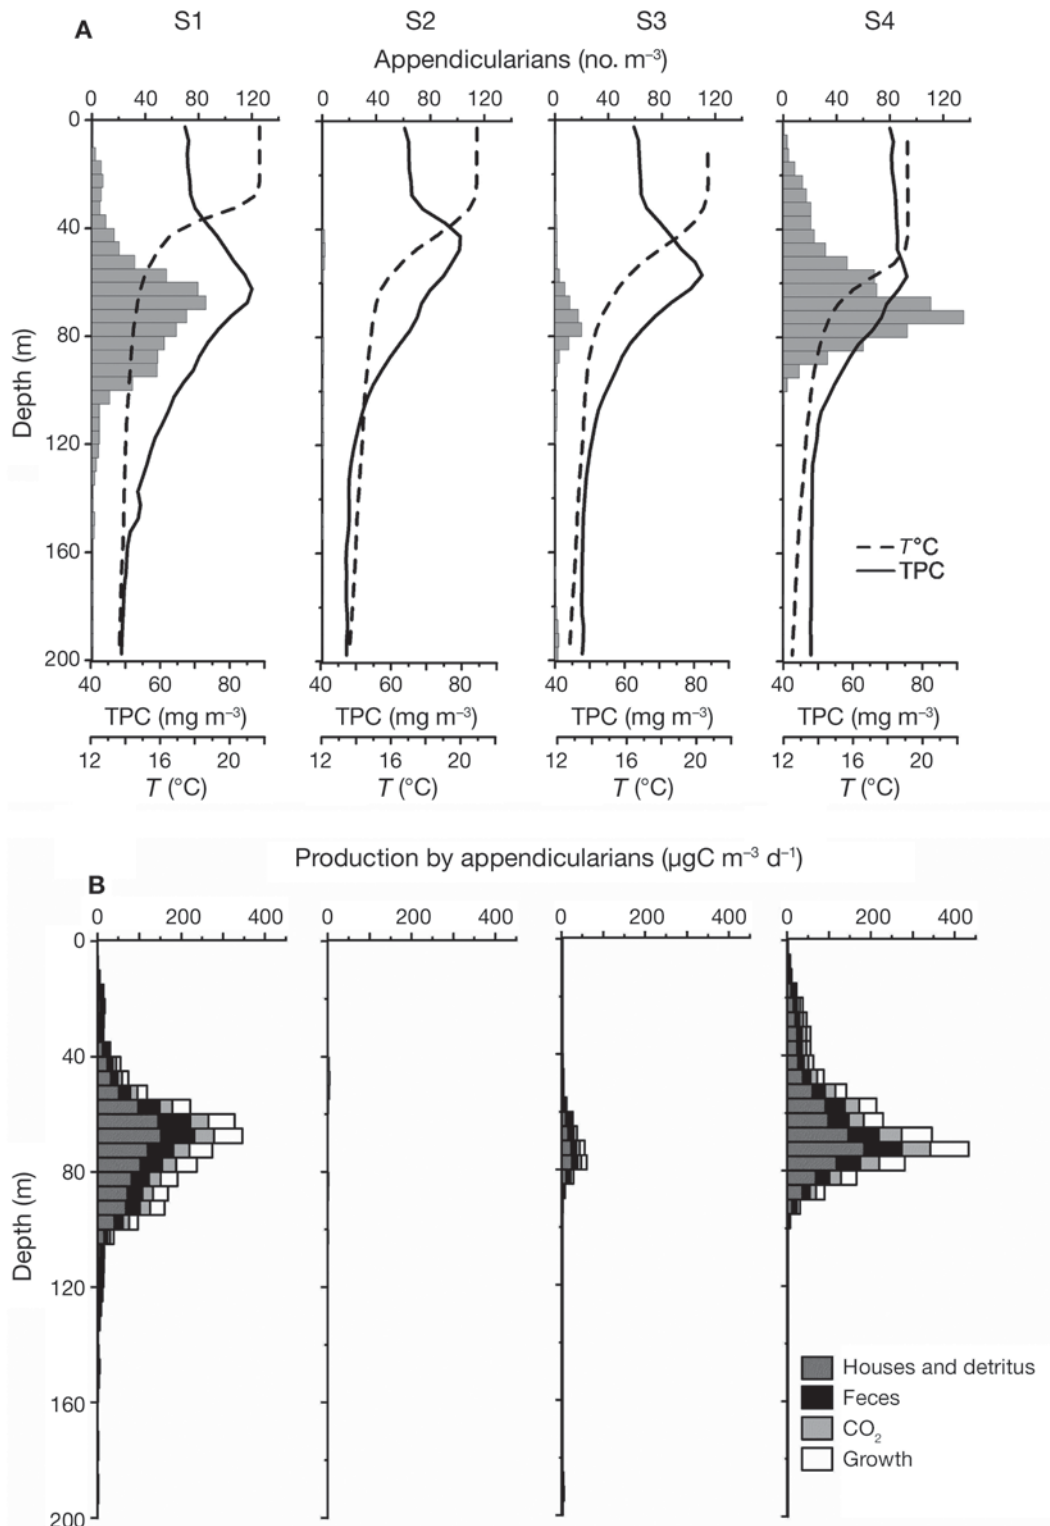 A S1 S2 S3 S4
Appendicularians (no. m⁻³)
0 40 80 120 0 40 80 120 0 40 80 120 0 40 80 120
0
40
80
120
160
200
Depth (m)
T°C
TPC
40 60 80 40 60 80 40 60 80 40 60 80
TPC (mg m⁻³) TPC (mg m⁻³) TPC (mg m⁻³) TPC (mg m⁻³)
12 16 20 12 16 20 12 16 20 12 16 20
T (°C) T (°C) T (°C) T (°C)
Production by appendicularians (µgC m⁻³ d⁻¹)
B
0 200 400 0 200 400 0 200 400 0 200 400
0
40
80
120
160
200
Depth (m)
Houses and detritus
Feces
CO₂
Growth